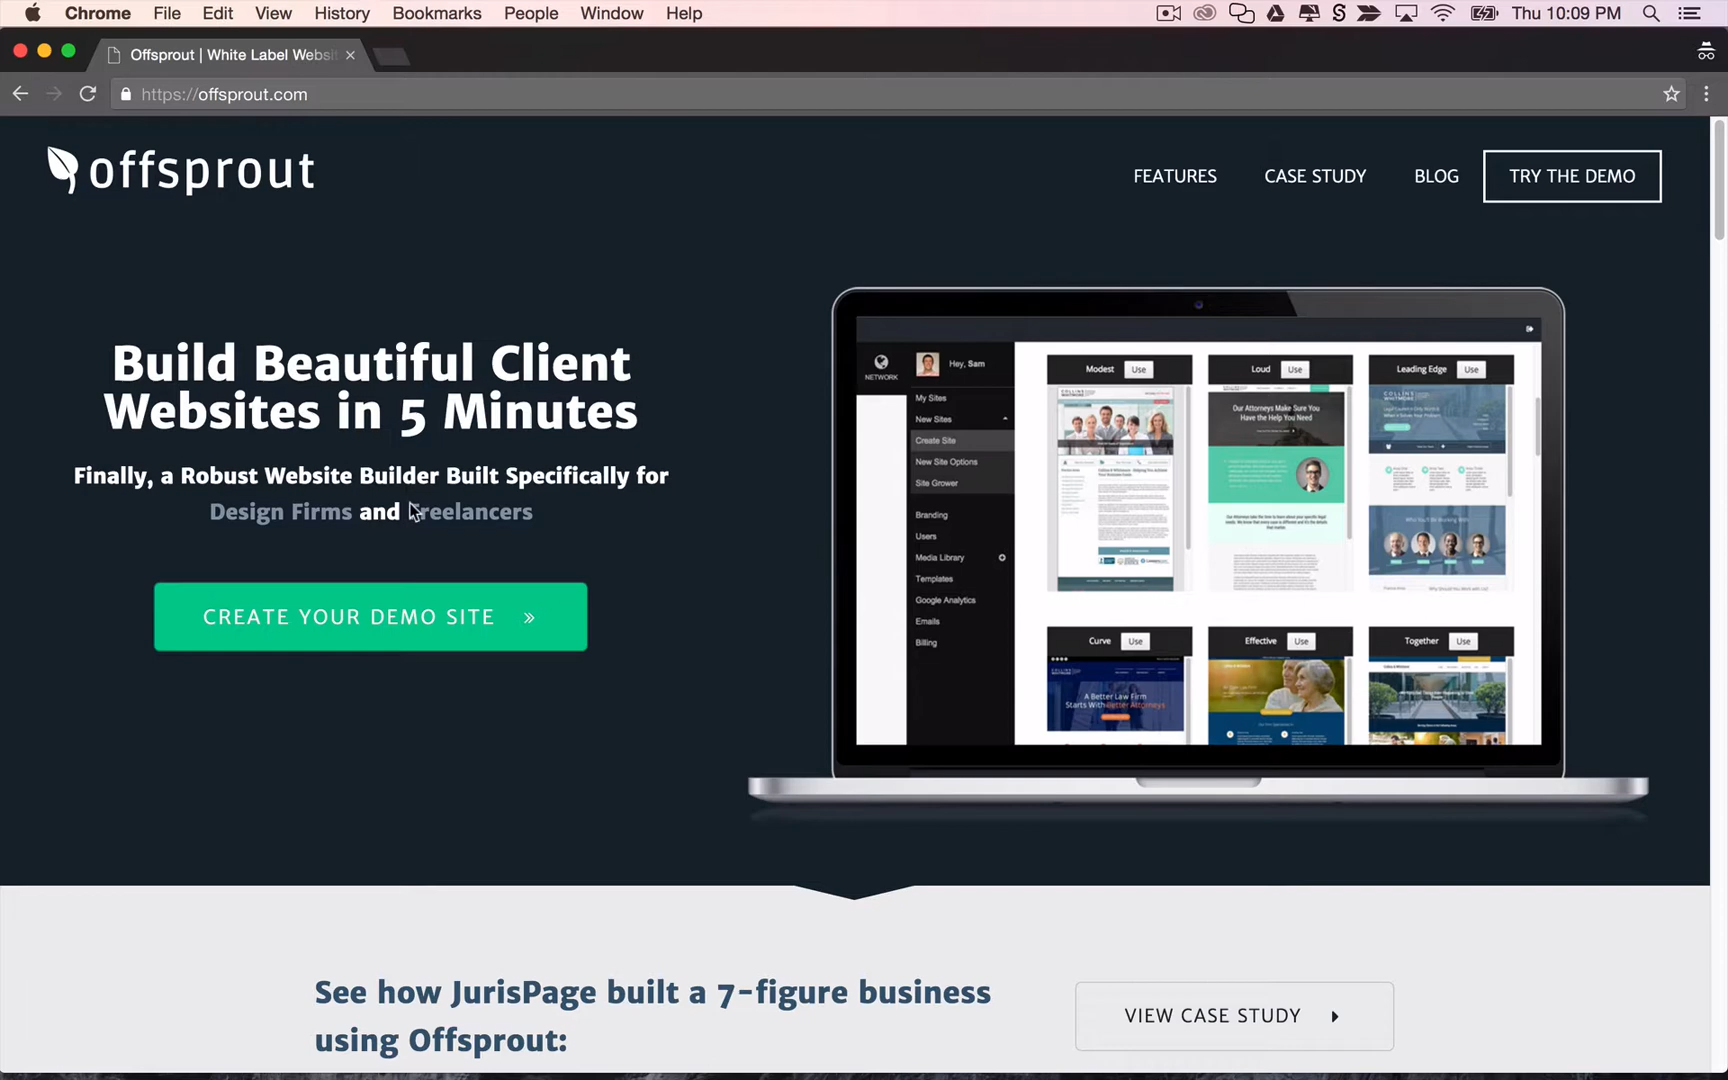 Chrome File Edit View History Bookmarks People Window Help Thu 10:09 PM
Offsprout | White Label Websi
https://offsprout.com
offsprout
FEATURES CASE STUDY BLOG TRY THE DEMO
Build Beautiful Client
Websites in 5 Minutes
Finally, a Robust Website Builder Built Specifically for
Design Firms and Freelancers
CREATE YOUR DEMO SITE »
NETWORK
Hey, Sam
My Sites
New Sites
Create Site
New Site Options
Site Grower
Branding
Users
Media Library
Templates
Google Analytics
Emails
Billing
Modest Use
Loud Use
Leading Edge Use
Our Attorneys Make Sure You
Have the Help You Need
Curve Use
Effective Use
Together Use
A Better Law Firm
Starts With Better Attorneys
See how JurisPage built a 7-figure business
using Offsprout:
VIEW CASE STUDY